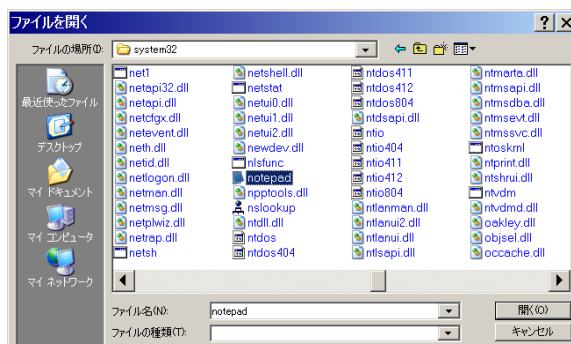 ファイルを開く
ファイルの場所(I):
system32
最近使ったファイル
デスクトップ
マイ ドキュメント
マイ コンピュータ
マイ ネットワーク
net1
netapi32.dll
netapi.dll
netcfgx.dll
netevent.dll
neth.dll
netid.dll
netlogon.dll
netman.dll
netmsg.dll
netplwiz.dll
netrap.dll
netsh
netshell.dll
netstat
netui0.dll
netui1.dll
netui2.dll
newdev.dll
nlsfunc
notepad
npptools.dll
nslookup
ntdll.dll
ntdos
ntdos404
ntdos411
ntdos412
ntdos804
ntdsapi.dll
ntio
ntio404
ntio411
ntio412
ntio804
ntlanman.dll
ntlanui2.dll
ntlanui.dll
ntlsapi.dll
ntmarta.dll
ntmsapi.dll
ntmsdba.dll
ntmsevt.dll
ntmssvc.dll
ntoskrnl
ntprint.dll
ntshrui.dll
ntvdm
ntvdmd.dll
oakley.dll
objsel.dll
occache.dll
ファイル名(N):
notepad
開く(O)
ファイルの種類(T):
キャンセル